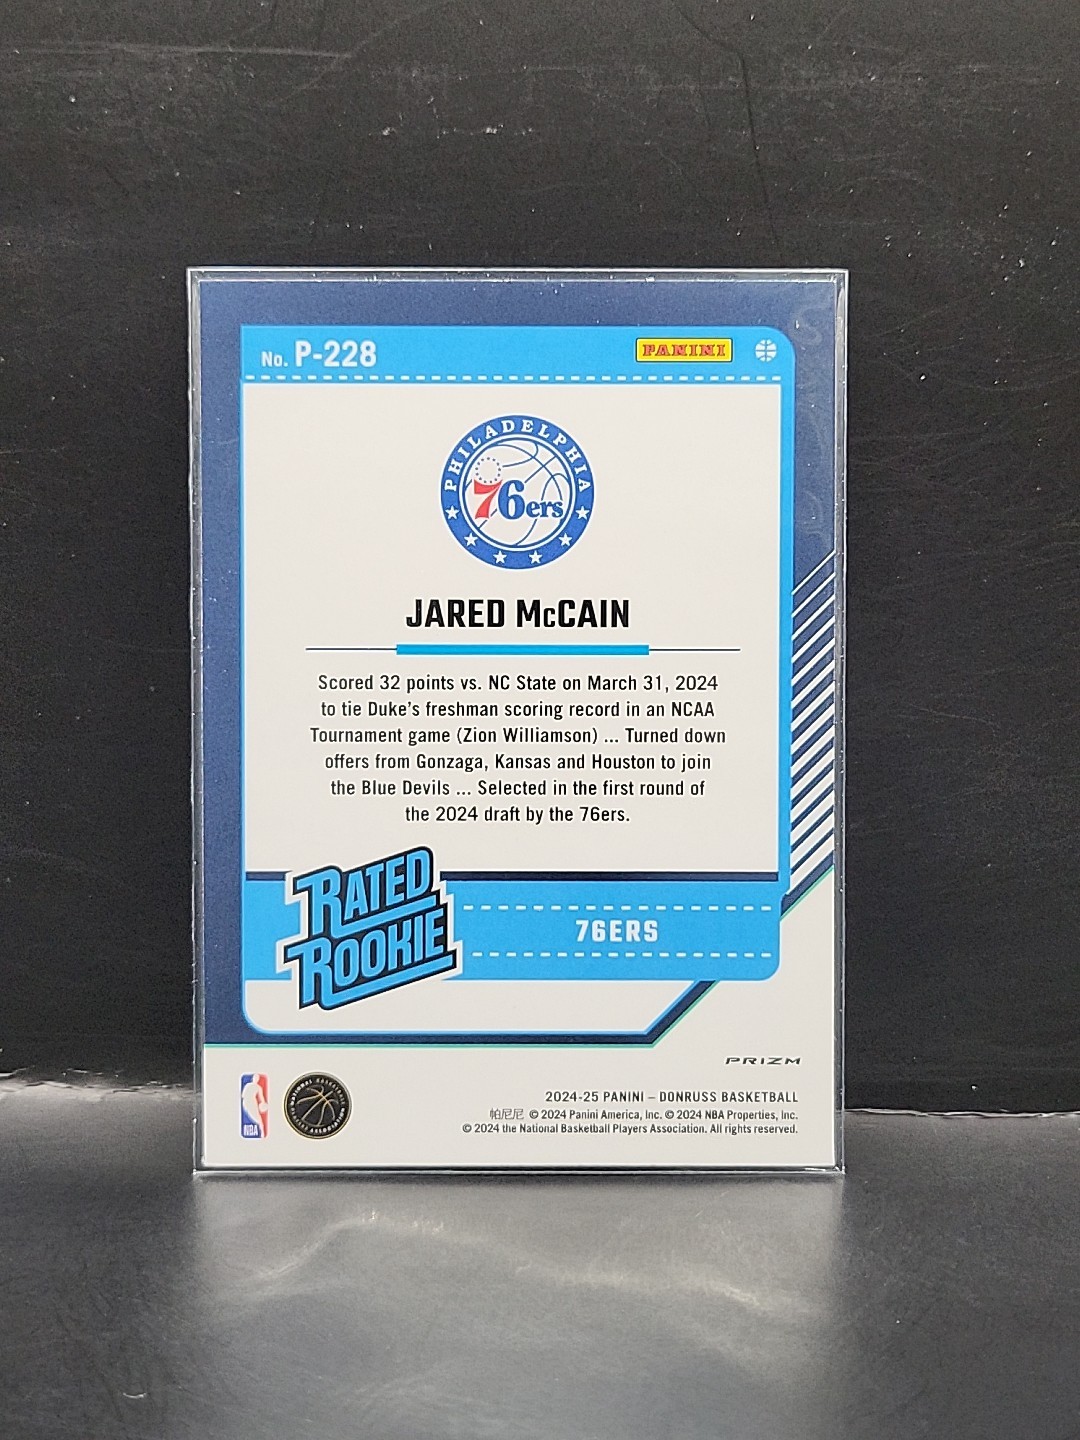 No. P-228
PANINI
PHILADELPHIA
76ers
JARED McCAIN
Scored 32 points vs. NC State on March 31, 2024
to tie Duke's freshman scoring record in an NCAA
Tournament game (Zion Williamson) ... Turned down
offers from Gonzaga, Kansas and Houston to join
the Blue Devils ... Selected in the first round of
the 2024 draft by the 76ers.
RATED
ROOKIE
76ERS
PRIZM
NBA
NATIONAL BASKETBALL
PLAYERS ASSOCIATION
2024-25 PANINI – DONRUSS BASKETBALL
帕尼尼 © 2024 Panini America, Inc. © 2024 NBA Properties, Inc.
© 2024 the National Basketball Players Association. All rights reserved.